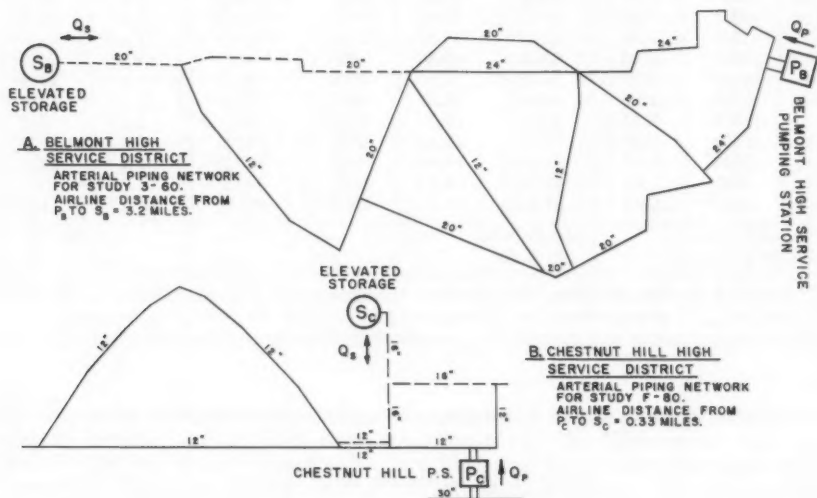 Qs
20"
SB
ELEVATED
STORAGE
20"
20"
24"
24"
QP
PB
BELMONT HIGH SERVICE
PUMPING STATION
A. BELMONT HIGH
SERVICE DISTRICT
ARTERIAL PIPING NETWORK
FOR STUDY 3-60.
AIRLINE DISTANCE FROM
PB TO SB = 3.2 MILES.
12"
20"
12"
12"
20"
24"
20"
20"
20"
ELEVATED
STORAGE
SC
Qs
16"
12"
12"
12"
12"
12"
12"
B. CHESTNUT HILL HIGH
SERVICE DISTRICT
ARTERIAL PIPING NETWORK
FOR STUDY F-80.
AIRLINE DISTANCE FROM
PC TO SC = 0.33 MILES.
CHESTNUT HILL P.S.
PC
QP
30"